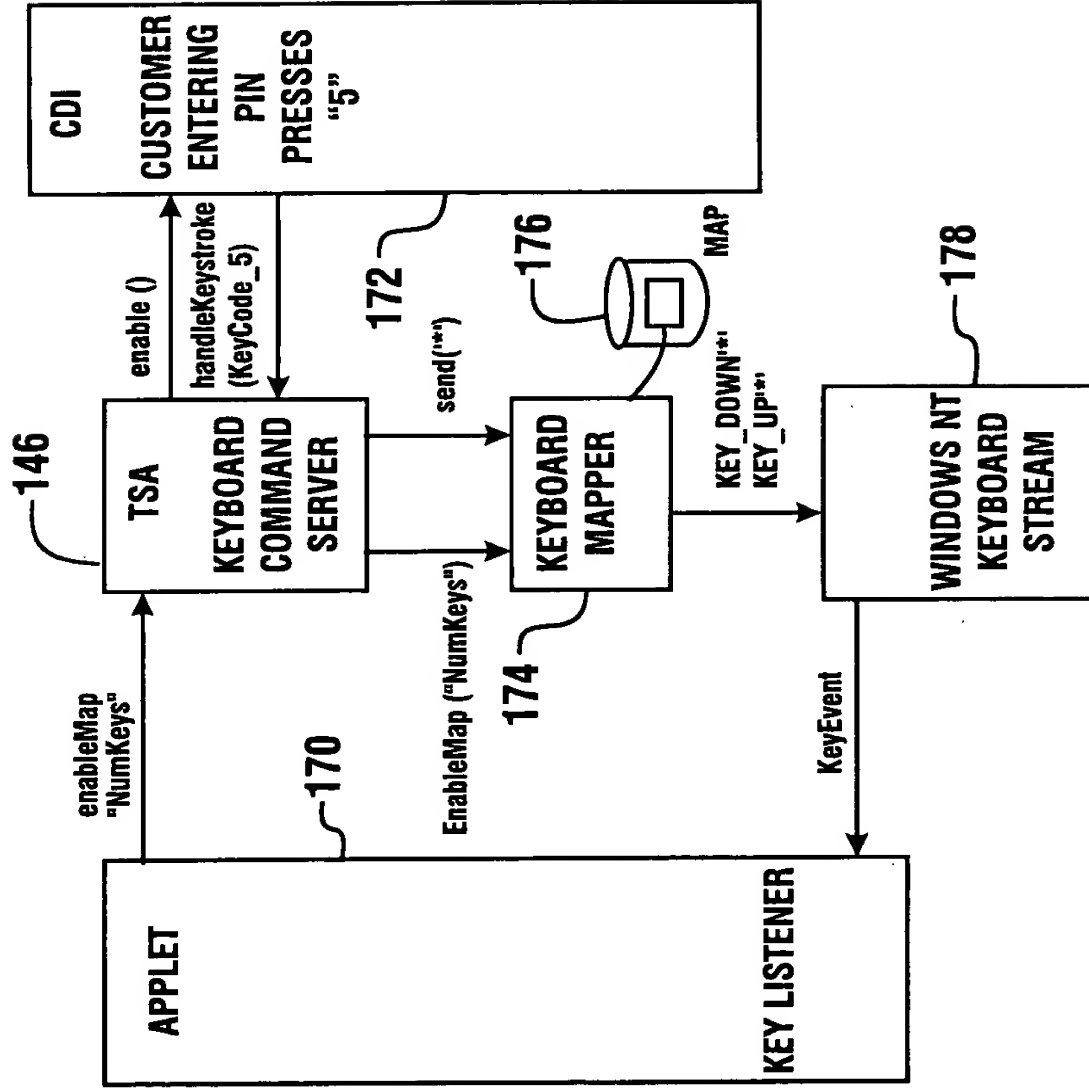 146
APPLET
170
KEY LISTENER
enableMap
"NumKeys"
TSA
KEYBOARD
COMMAND
SERVER
enable ()
handleKeystroke
(KeyCode_5)
CDI
CUSTOMER
ENTERING
PIN
PRESSES
"5"
172
EnableMap ("NumKeys")
send('*')
174
KEYBOARD
MAPPER
176
MAP
KEY_DOWN'*'
KEY_UP'*'
KeyEvent
WINDOWS NT
KEYBOARD
STREAM
178